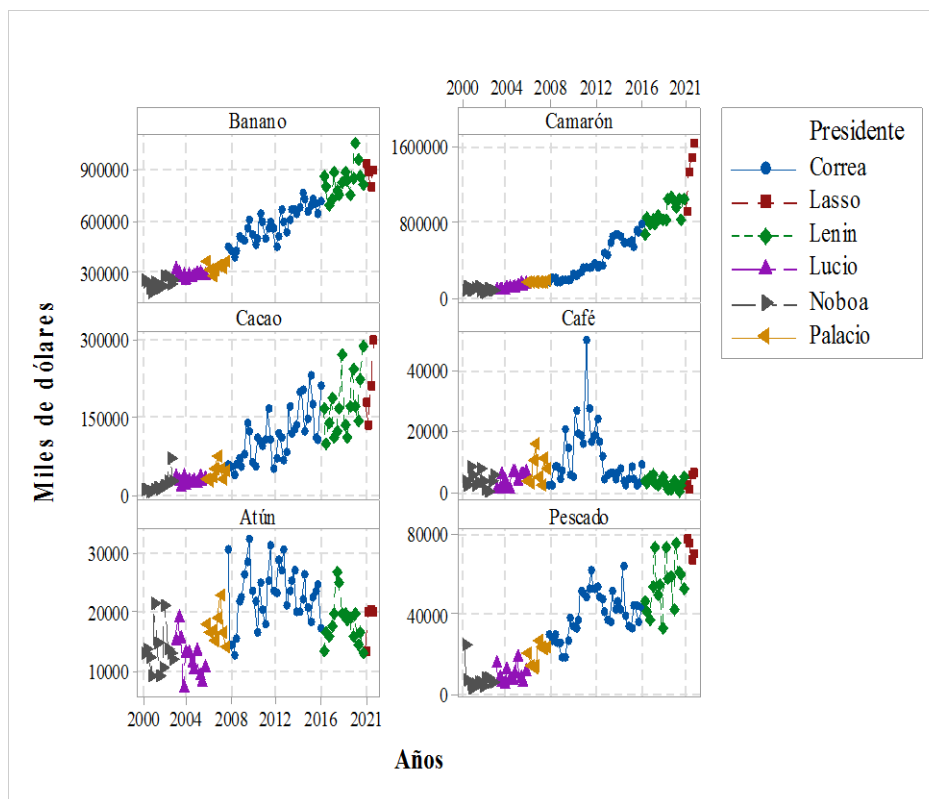 2000 2004 2008 2012 2016 2021
Banano
Camarón
900000
600000
300000
1600000
800000
0
Cacao
Café
300000
150000
0
40000
20000
0
Atún
Pescado
30000
20000
10000
80000
40000
0
2000 2004 2008 2012 2016 2021
Miles de dólares
Años
Presidente
Correa
Lasso
Lenin
Lucio
Noboa
Palacio